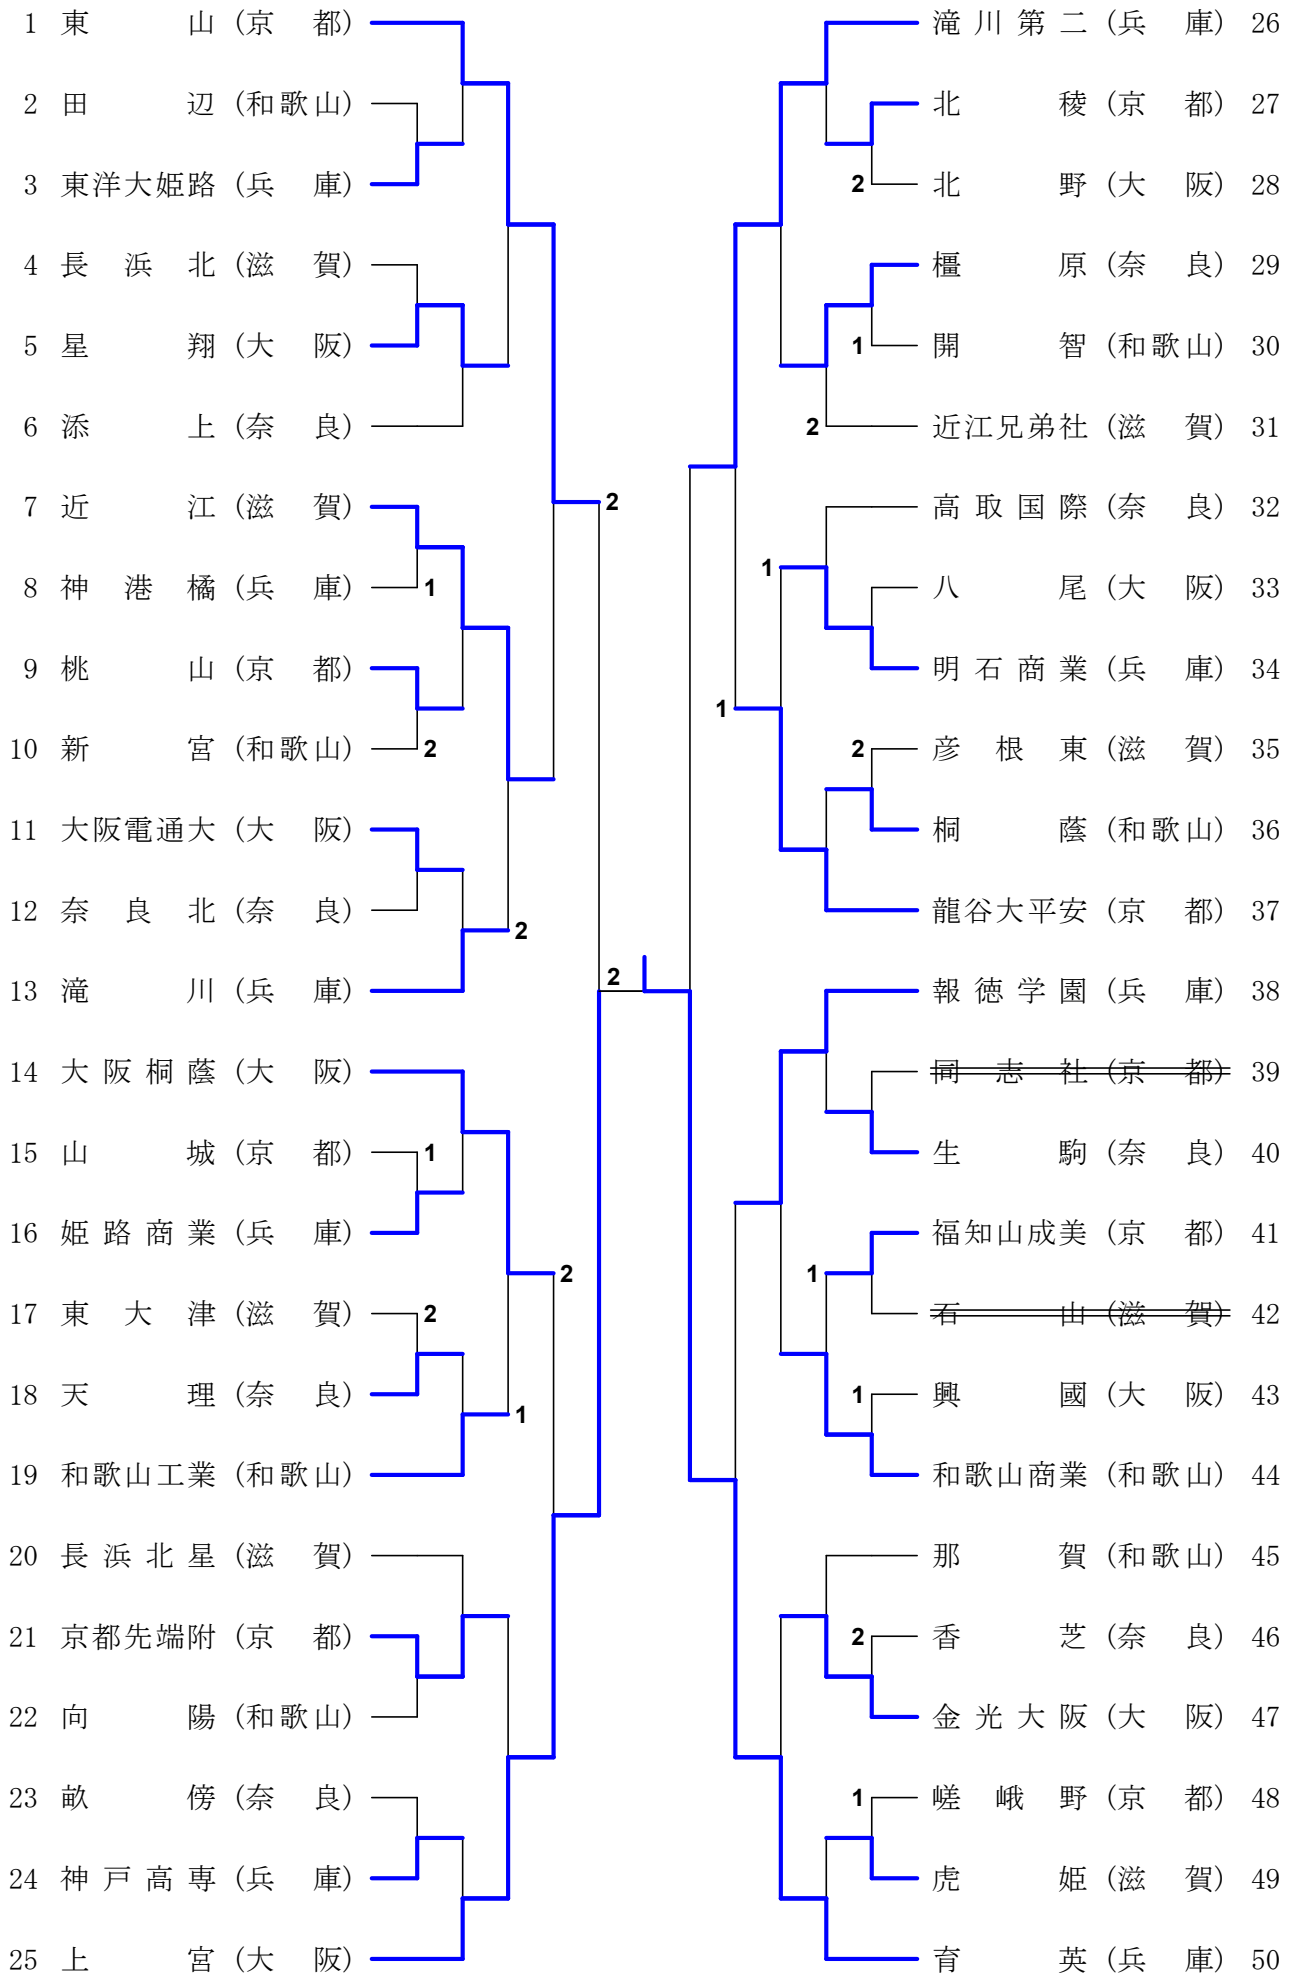 1 東山 (京都)
2 田辺 (和歌山)
3 東洋大姫路 (兵庫)
4 長浜北 (滋賀)
5 星翔 (大阪)
6 添上 (奈良)
2
7 近江 (滋賀)
8 神港橘 (兵庫) 1
9 桃山 (京都)
10 新宮 (和歌山) 2
11 大阪電通大 (大阪)
12 奈良北 (奈良)
2
13 滝川 (兵庫)
2
14 大阪桐蔭 (大阪)
15 山城 (京都) 1
16 姫路商業 (兵庫)
2
17 東大津 (滋賀) 2
18 天理 (奈良)
1
19 和歌山工業 (和歌山)
20 長浜北星 (滋賀)
21 京都先端附 (京都)
22 向陽 (和歌山)
23 畝傍 (奈良)
24 神戸高専 (兵庫)
25 上宮 (大阪)
滝川第二 (兵庫) 26
北稜 (京都) 27
2 北野 (大阪) 28
橿原 (奈良) 29
1 開智 (和歌山) 30
2 近江兄弟社 (滋賀) 31
高取国際 (奈良) 32
1
八尾 (大阪) 33
明石商業 (兵庫) 34
1
2 彦根東 (滋賀) 35
桐蔭 (和歌山) 36
龍谷大平安 (京都) 37
報徳学園 (兵庫) 38
同志社 (京都) 39
生駒 (奈良) 40
福知山成美 (京都) 41
1
石山 (滋賀) 42
1 興國 (大阪) 43
和歌山商業 (和歌山) 44
那賀 (和歌山) 45
2 香芝 (奈良) 46
金光大阪 (大阪) 47
1 嵯峨野 (京都) 48
虎姫 (滋賀) 49
育英 (兵庫) 50